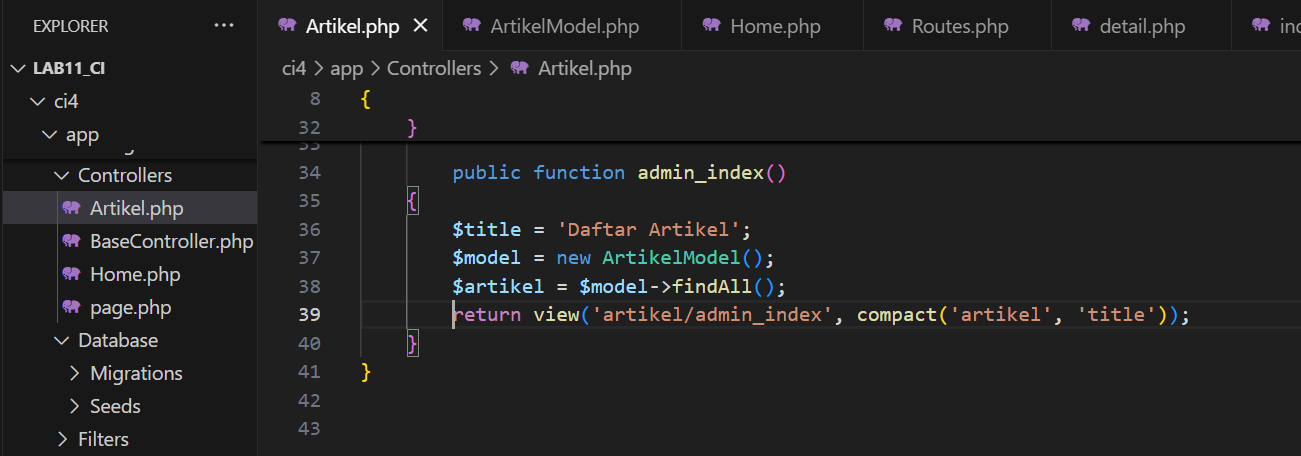 EXPLORER ...
LAB11_CI
ci4
app
Controllers
Artikel.php
BaseController.php
Home.php
page.php
Database
Migrations
Seeds
Filters
Artikel.php ArtikelModel.php Home.php Routes.php detail.php
ci4 > app > Controllers > Artikel.php
8 {
32 }
33
34 public function admin_index()
35 {
36 $title = 'Daftar Artikel';
37 $model = new ArtikelModel();
38 $artikel = $model->findAll();
39 return view('artikel/admin_index', compact('artikel', 'title'));
40 }
41 }
42
43